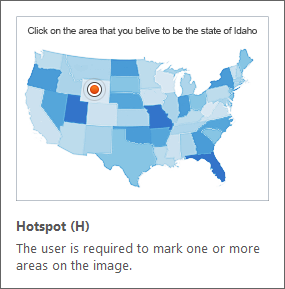 Click on the area that you belive to be the state of Idaho
Hotspot (H)
The user is required to mark one or more
areas on the image.